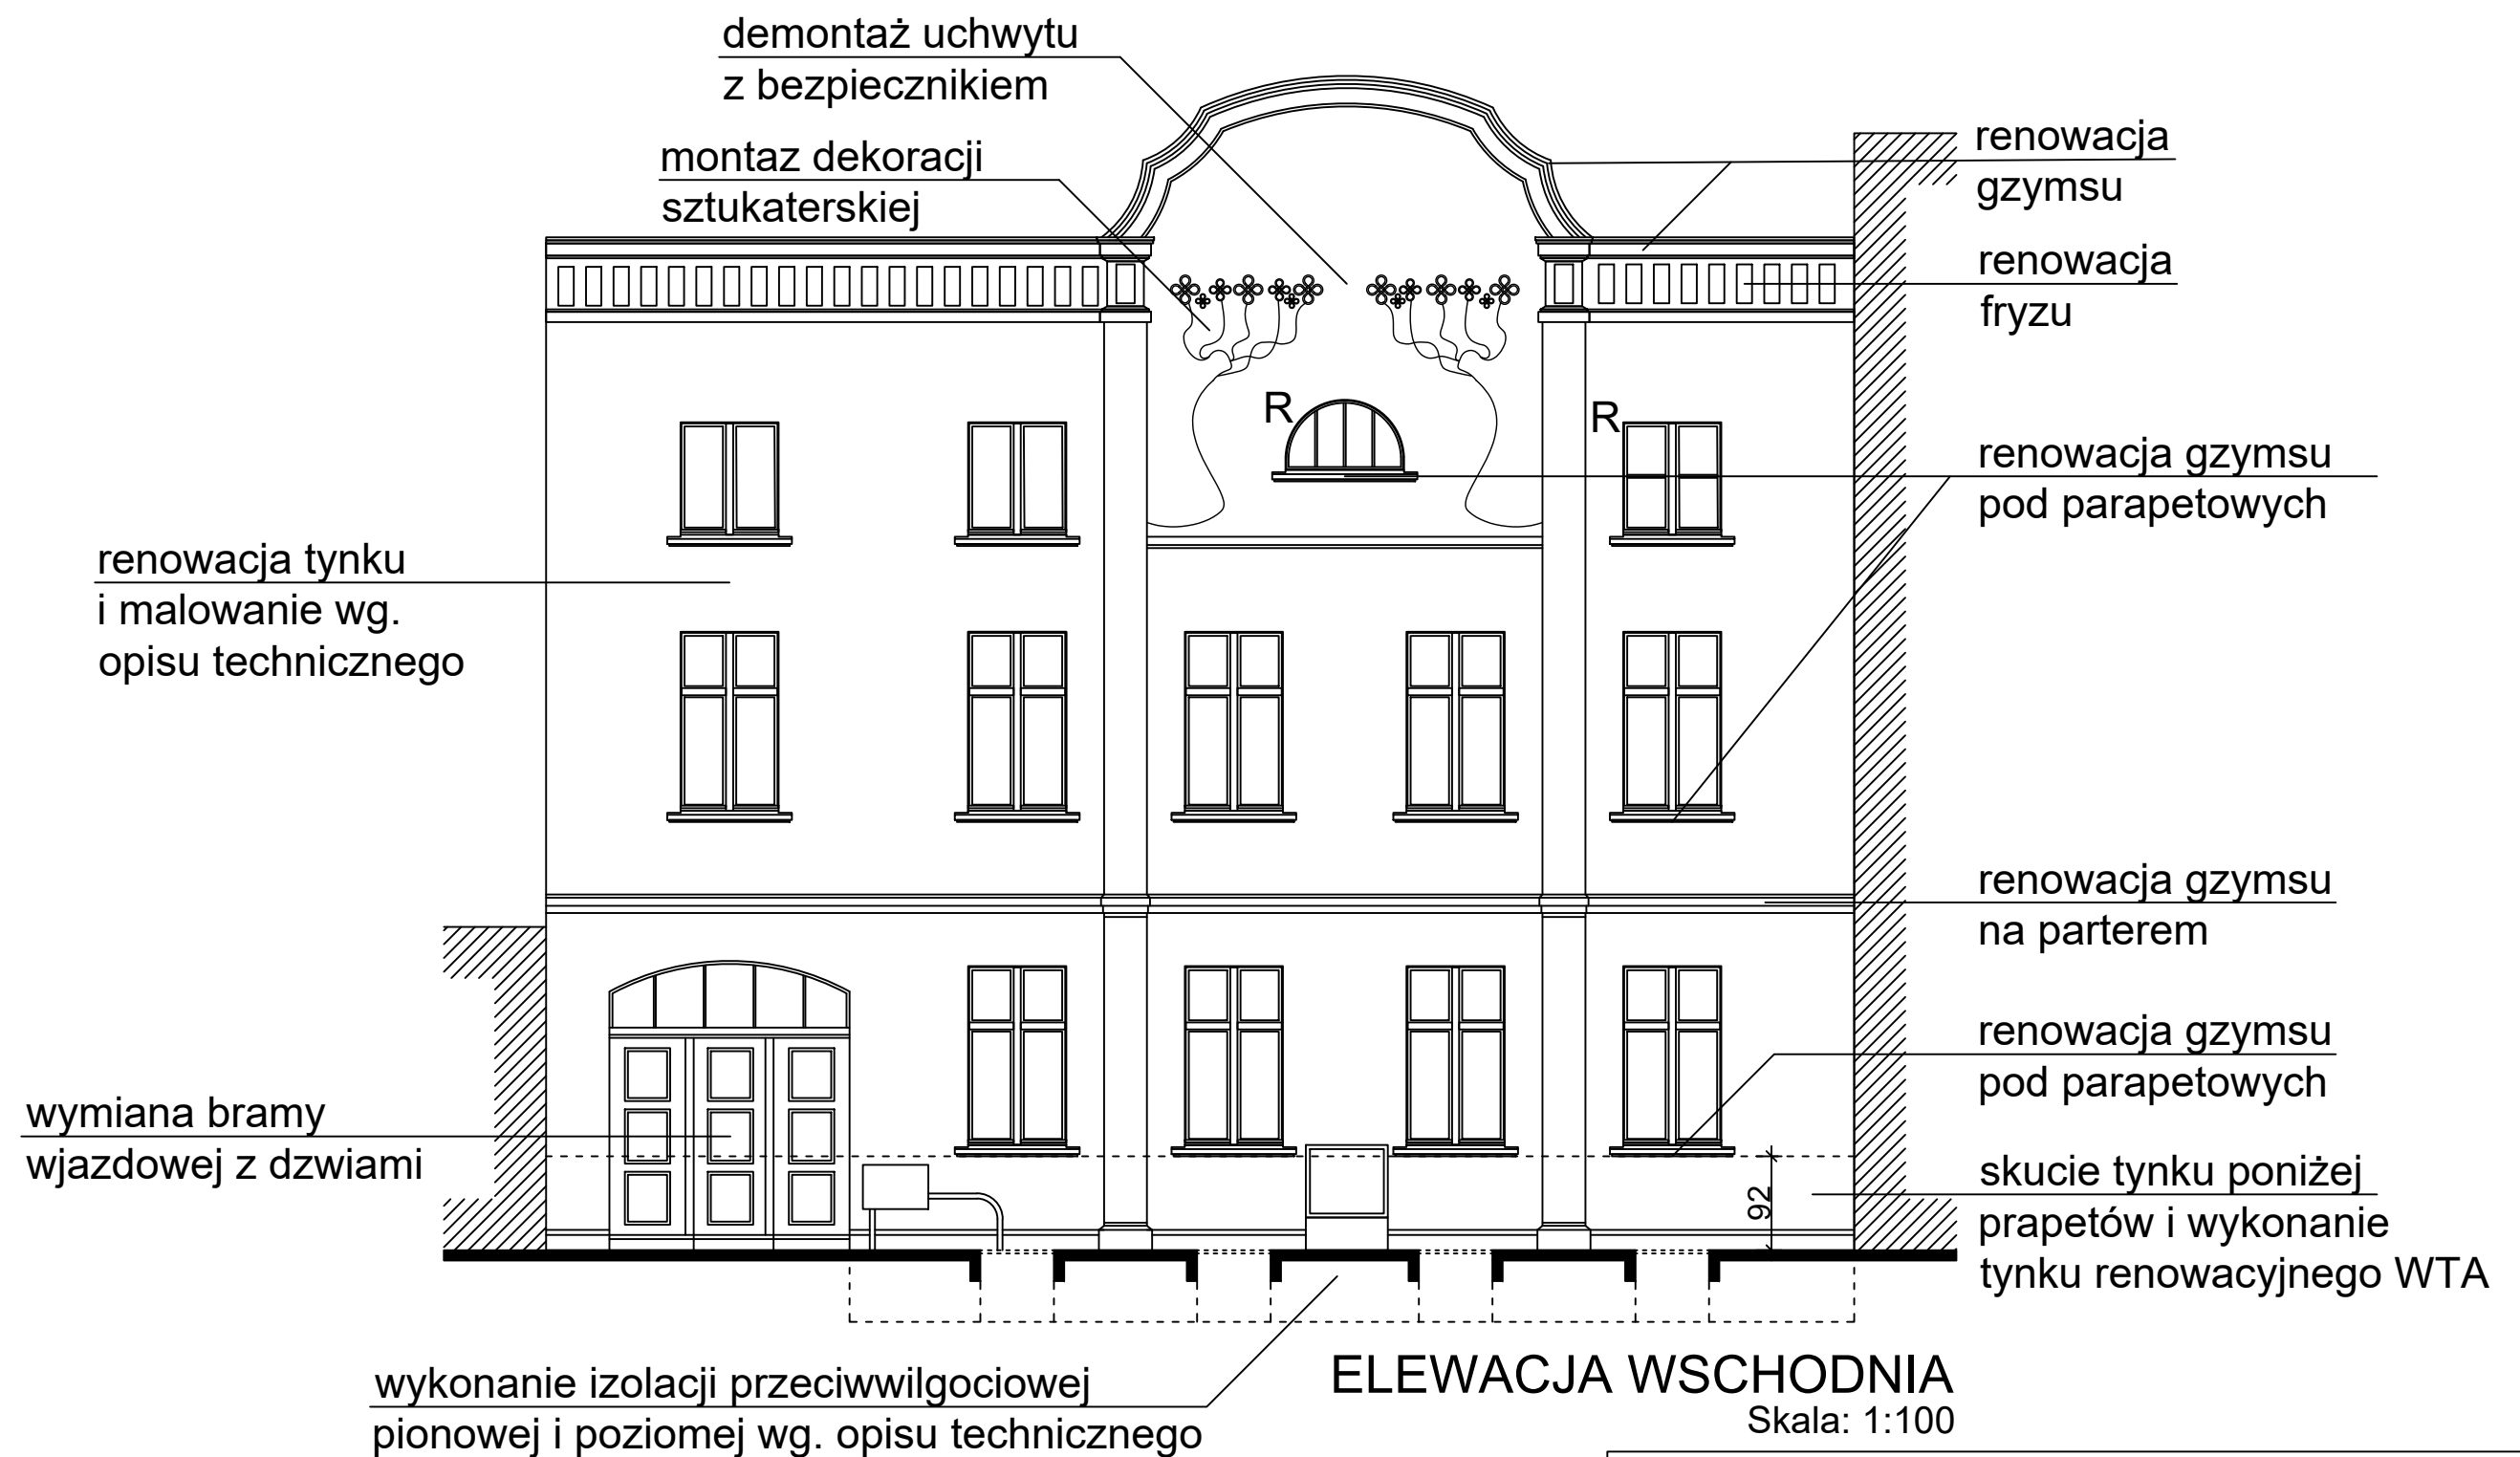 demontaż uchwytu
z bezpiecznikiem
montaz dekoracji
sztukaterskiej
renowacja
gzymsu
renowacja
fryzu
R
R
renowacja gzymsu
pod parapetowych
renowacja tynku
i malowanie wg.
opisu technicznego
renowacja gzymsu
na parterem
renowacja gzymsu
pod parapetowych
wymiana bramy
wjazdowej z dzwiami
92
skucie tynku poniżej
prapetów i wykonanie
tynku renowacyjnego WTA
wykonanie izolacji przeciwwilgociowej
pionowej i poziomej wg. opisu technicznego
ELEWACJA WSCHODNIA
Skala: 1:100